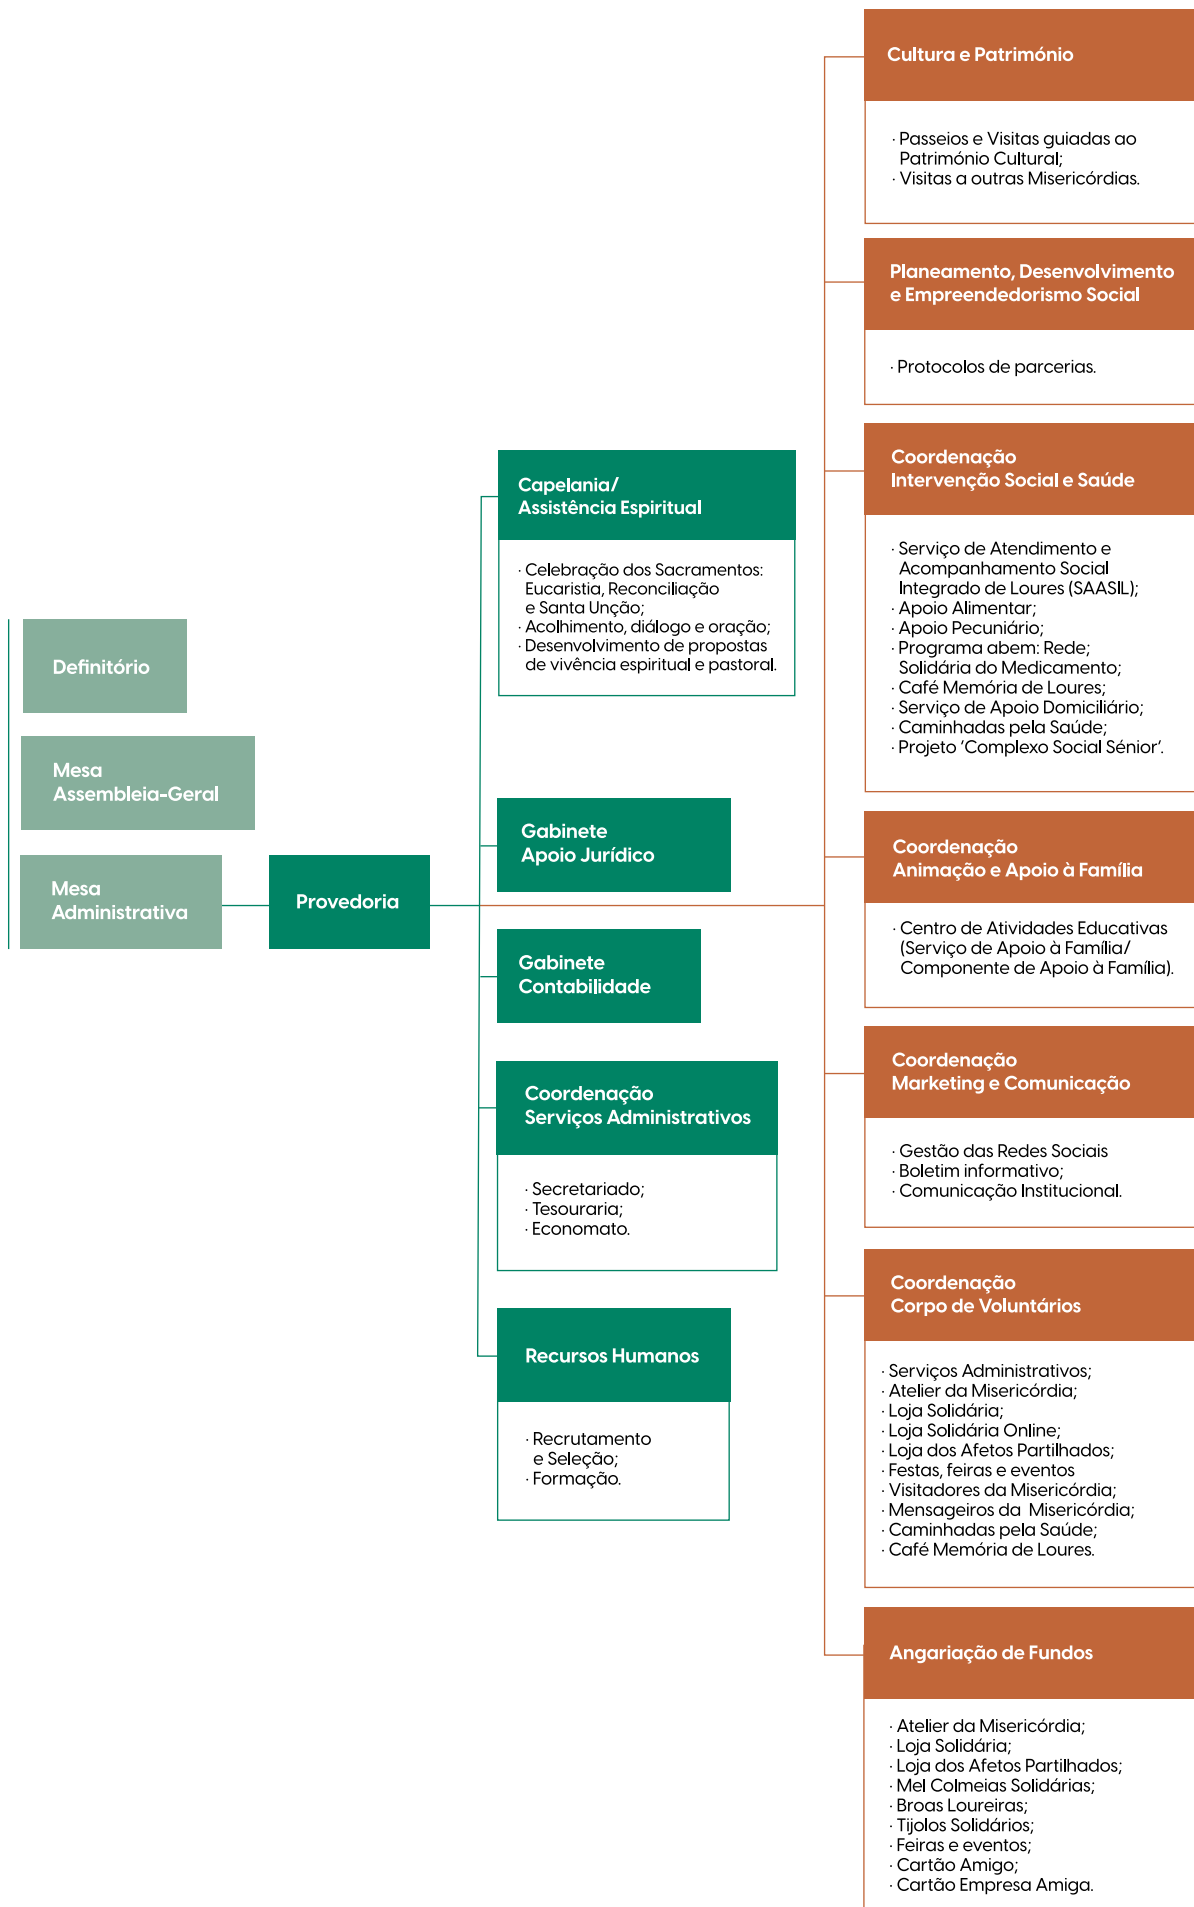 Definitório
Mesa
Assembleia-Geral
Mesa
Administrativa
Provedoria
Capelania/
Assistência Espiritual
· Celebração dos Sacramentos:
Eucaristia, Reconciliação
e Santa Unção;
· Acolhimento, diálogo e oração;
· Desenvolvimento de propostas
de vivência espiritual e pastoral.
Gabinete
Apoio Jurídico
Gabinete
Contabilidade
Coordenação
Serviços Administrativos
· Secretariado;
· Tesouraria;
· Economato.
Recursos Humanos
· Recrutamento
e Seleção;
· Formação.
Cultura e Património
· Passeios e Visitas guiadas ao
Património Cultural;
· Visitas a outras Misericórdias.
Planeamento, Desenvolvimento
e Empreendedorismo Social
· Protocolos de parcerias.
Coordenação
Intervenção Social e Saúde
· Serviço de Atendimento e
Acompanhamento Social
Integrado de Loures (SAASIL);
· Apoio Alimentar;
· Apoio Pecuniário;
· Programa abem: Rede;
Solidária do Medicamento;
· Café Memória de Loures;
· Serviço de Apoio Domiciliário;
· Caminhadas pela Saúde;
· Projeto ‘Complexo Social Sénior’.
Coordenação
Animação e Apoio à Família
· Centro de Atividades Educativas
(Serviço de Apoio à Família/
Componente de Apoio à Família).
Coordenação
Marketing e Comunicação
· Gestão das Redes Sociais
· Boletim informativo;
· Comunicação Institucional.
Coordenação
Corpo de Voluntários
· Serviços Administrativos;
· Atelier da Misericórdia;
· Loja Solidária;
· Loja Solidária Online;
· Loja dos Afetos Partilhados;
· Festas, feiras e eventos
· Visitadores da Misericórdia;
· Mensageiros da Misericórdia;
· Caminhadas pela Saúde;
· Café Memória de Loures.
Angariação de Fundos
· Atelier da Misericórdia;
· Loja Solidária;
· Loja dos Afetos Partilhados;
· Mel Colmeias Solidárias;
· Broas Loureiras;
· Tijolos Solidários;
· Feiras e eventos;
· Cartão Amigo;
· Cartão Empresa Amiga.